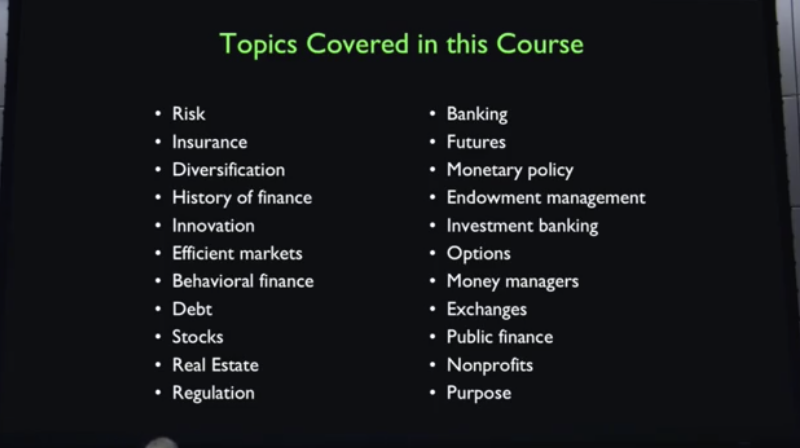 Topics Covered in this Course
• Risk
• Insurance
• Diversification
• History of finance
• Innovation
• Efficient markets
• Behavioral finance
• Debt
• Stocks
• Real Estate
• Regulation
• Banking
• Futures
• Monetary policy
• Endowment management
• Investment banking
• Options
• Money managers
• Exchanges
• Public finance
• Nonprofits
• Purpose